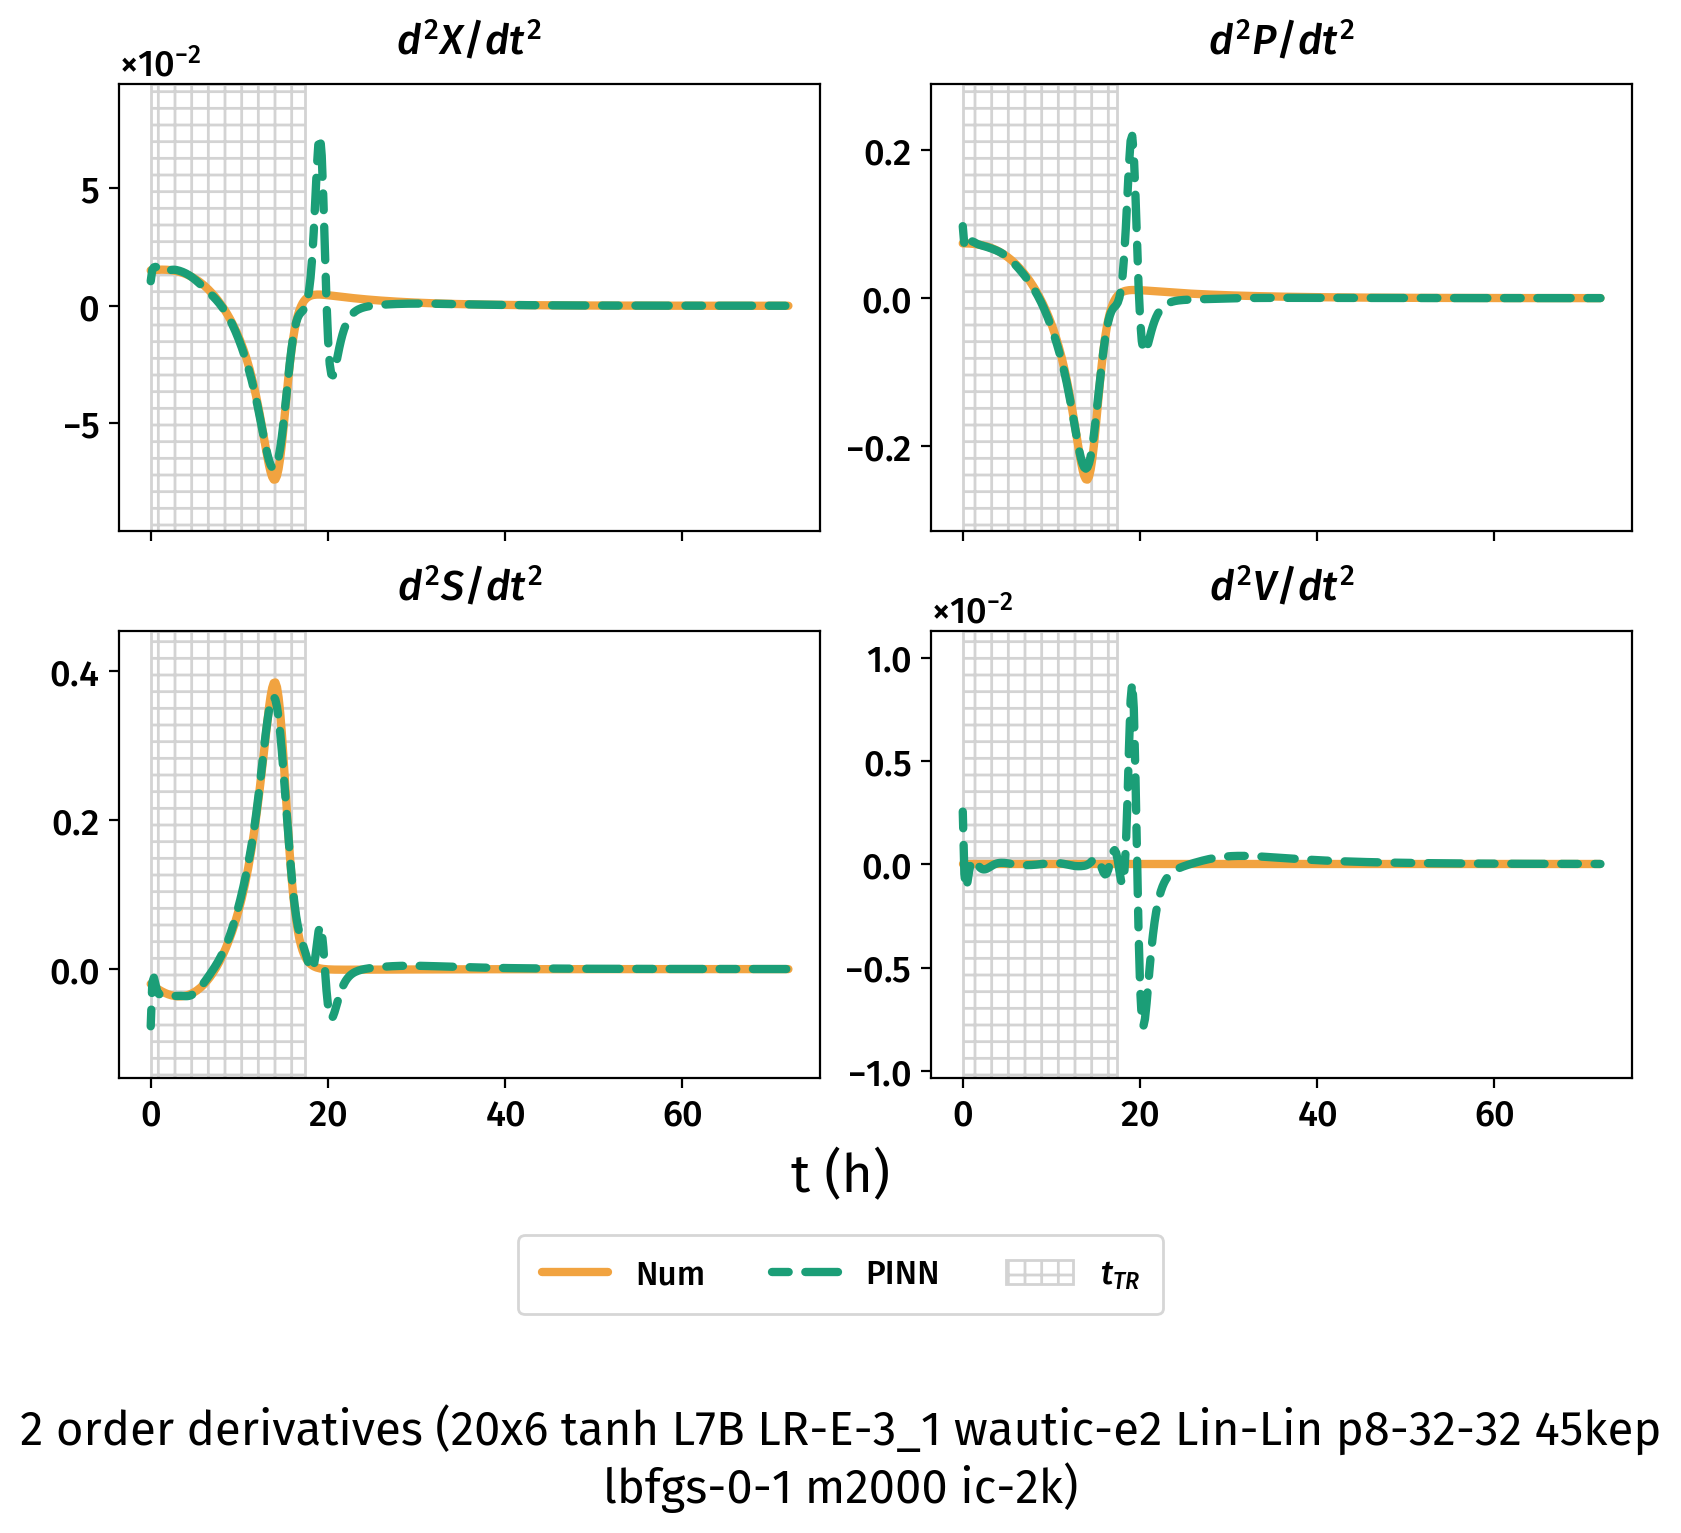 d²X/dt²
d²P/dt²
×10⁻²
5
0
−5
0.2
0.0
−0.2
d²S/dt²
d²V/dt²
×10⁻²
0.4
0.2
0.0
1.0
0.5
0.0
−0.5
−1.0
0 20 40 60
0 20 40 60
t (h)
Num PINN t_TR
2 order derivatives (20x6 tanh L7B LR-E-3_1 wautic-e2 Lin-Lin p8-32-32 45kep
lbfgs-0-1 m2000 ic-2k)